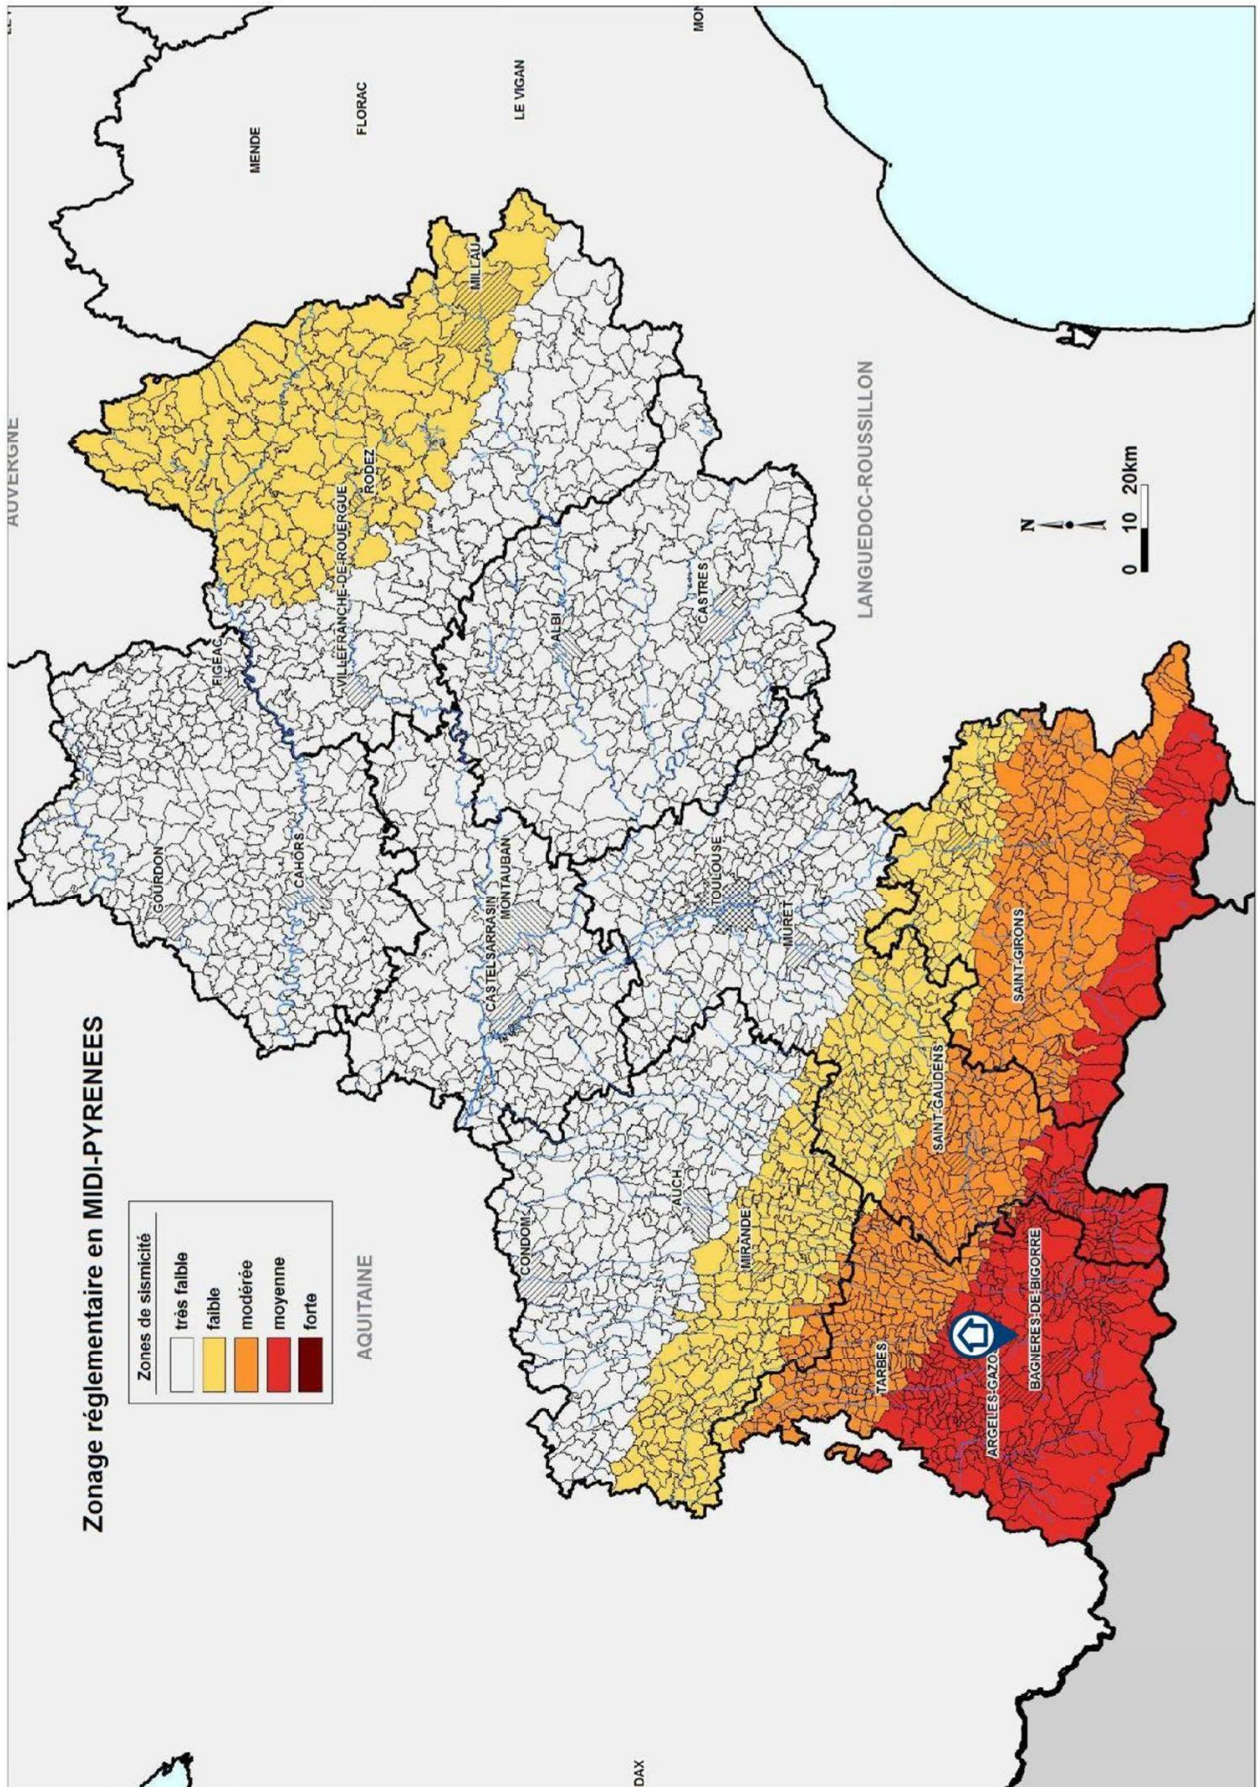 Zonage réglementaire en MIDI-PYRENEES
Zones de sismicité
très faible
faible
modérée
moyenne
forte
AUVERGNE
AQUITAINE
LANGUEDOC-ROUSSILLON
GOURDON
FIGEAC
CAHORS
VILLEFRANCHE-DE-ROUERGUE
RODEZ
MILLAU
MENDE
FLORAC
LE VIGAN
CASTELSARRASIN
MONTAUBAN
ALBI
CASTRES
CONDOM
AUCH
MIRANDE
TOULOUSE
MURET
TARBES
SAINT-GAUDENS
SAINT-GIRONS
ARGELES-GAZO
BAGNERES-DE-BIGORRE
DAX
MON
N
0 10 20km